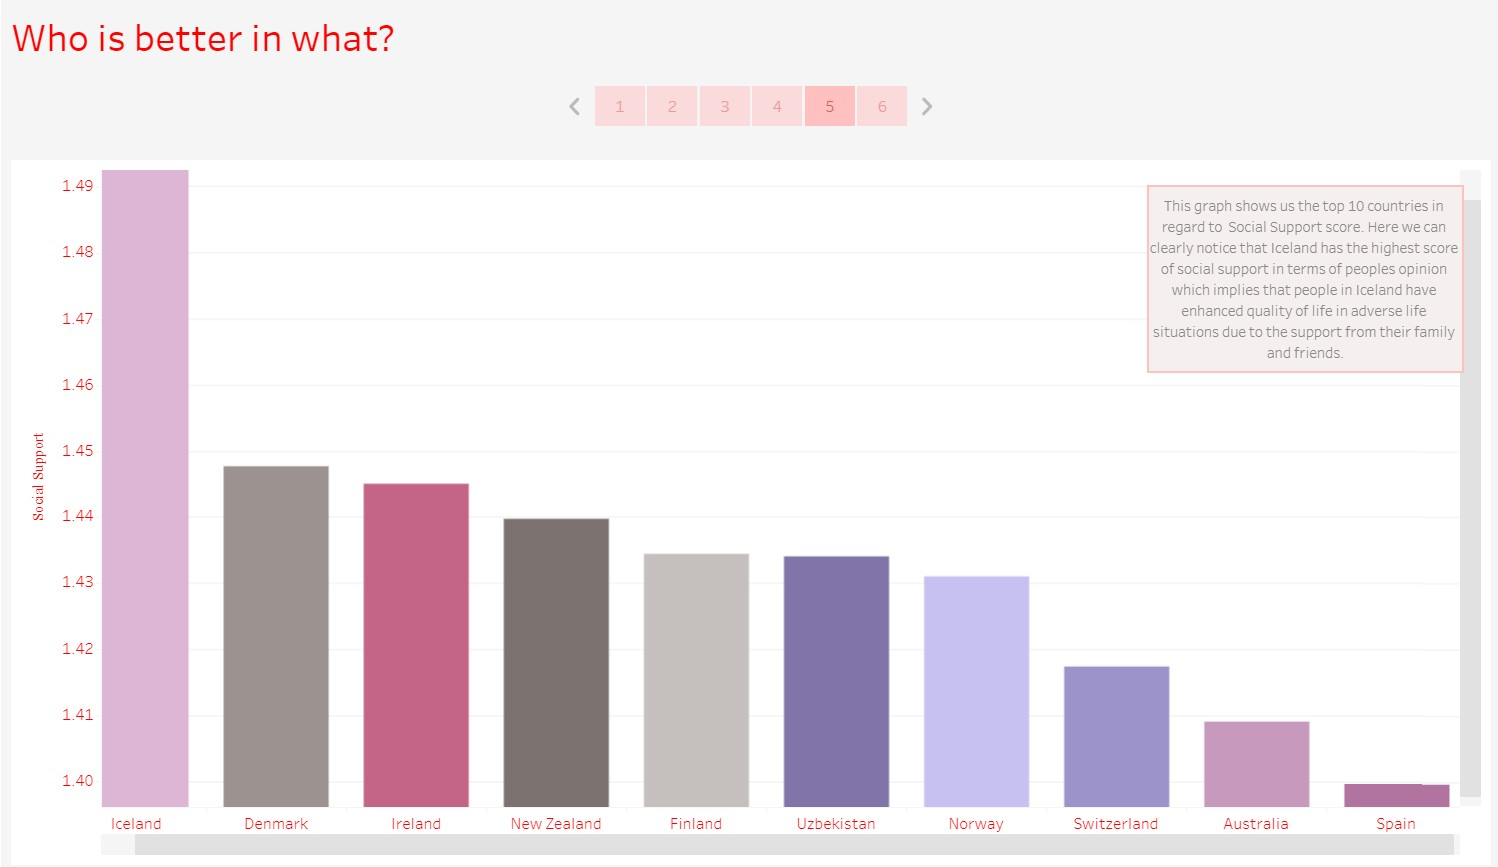 Who is better in what?
1 2 3 4 5 6
1.49
1.48
1.47
1.46
1.45
1.44
1.43
1.42
1.41
1.40
Social Support
This graph shows us the top 10 countries in
regard to  Social Support score. Here we can
clearly notice that Iceland has the highest score
of social support in terms of peoples opinion
which implies that people in Iceland have
enhanced quality of life in adverse life
situations due to the support from their family
and friends.
Iceland Denmark Ireland New Zealand Finland Uzbekistan Norway Switzerland Australia Spain